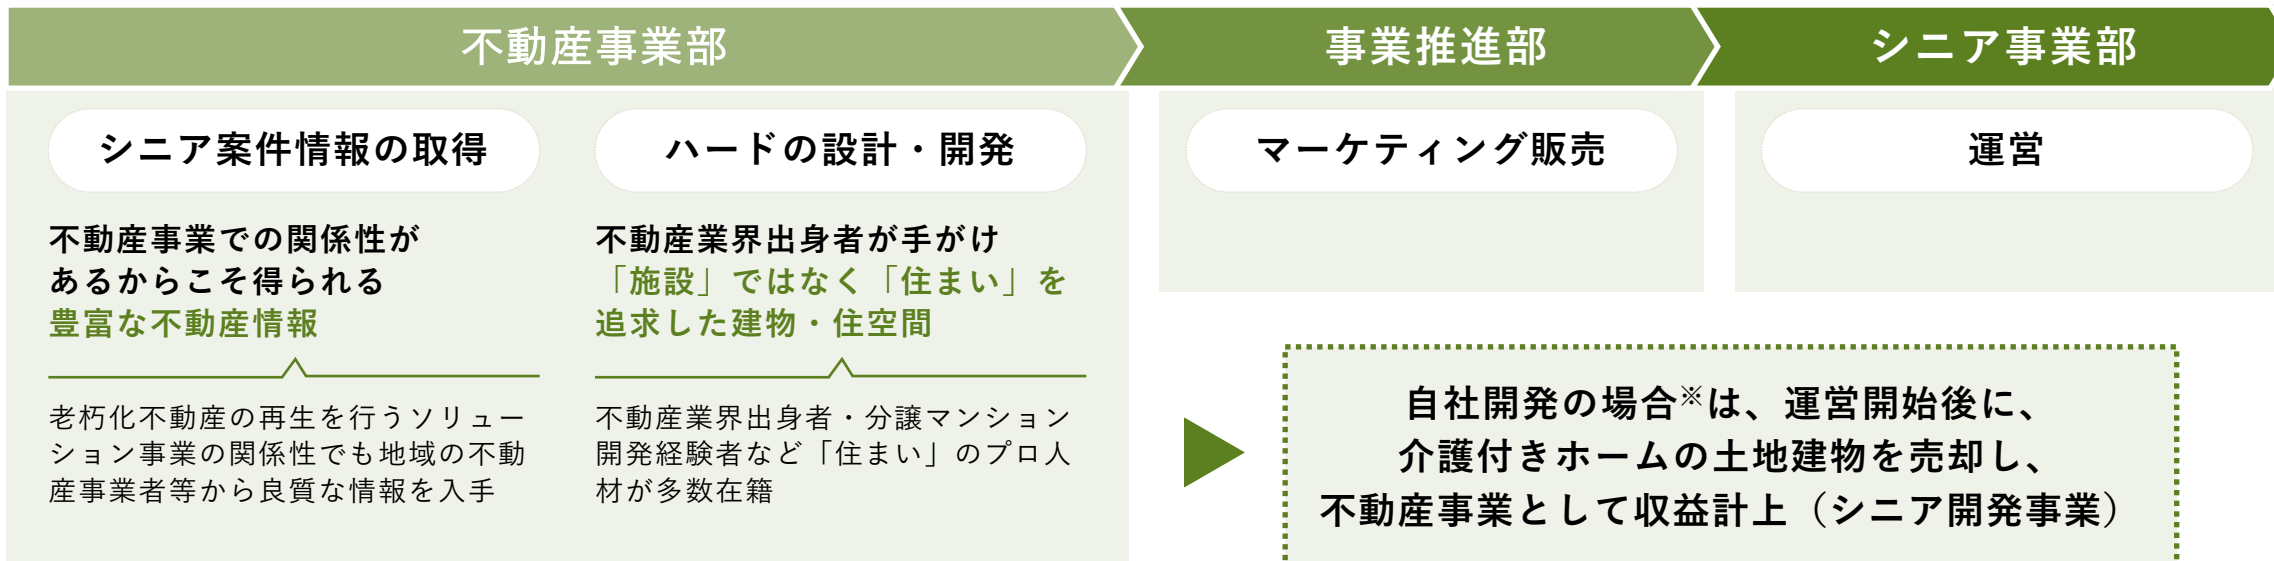 不動産事業部
事業推進部
シニア事業部
シニア案件情報の取得
不動産事業での関係性が
あるからこそ得られる
豊富な不動産情報
老朽化不動産の再生を行うソリュー
ション事業の関係性でも地域の不動
産事業者等から良質な情報を入手
ハードの設計・開発
不動産業界出身者が手がけ
「施設」ではなく「住まい」を
追求した建物・住空間
不動産業界出身者・分譲マンション
開発経験者など「住まい」のプロ人
材が多数在籍
マーケティング販売
運営
自社開発の場合※は、運営開始後に、
介護付きホームの土地建物を売却し、
不動産事業として収益計上（シニア開発事業）